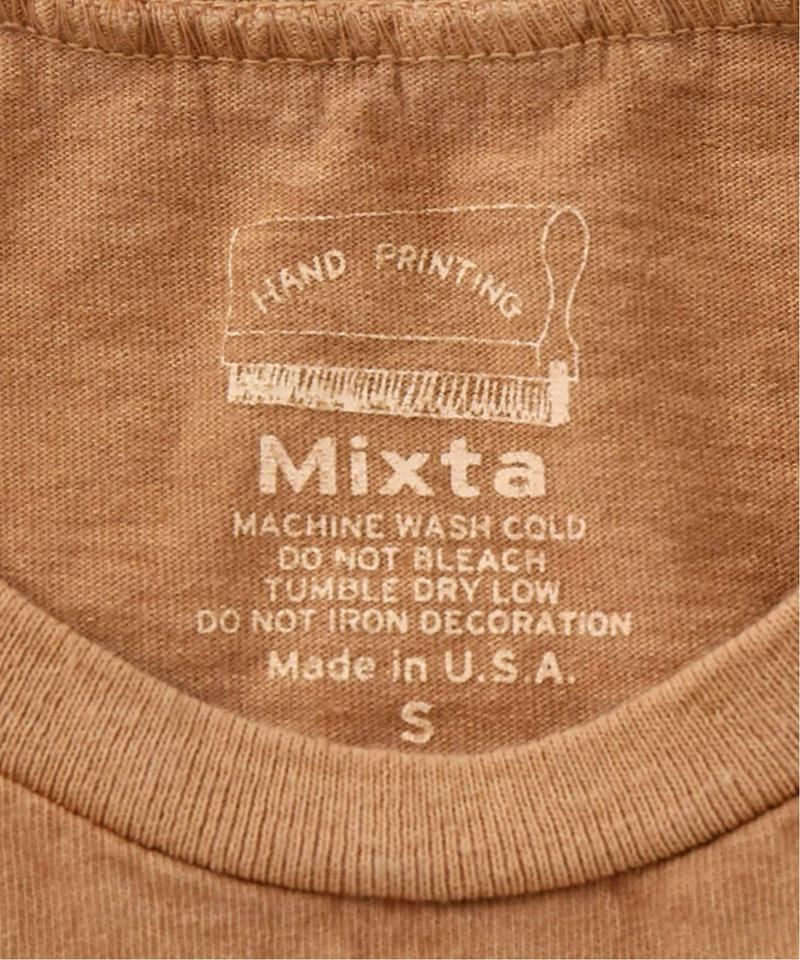 HAND PRINTING
Mixta
MACHINE WASH COLD
DO NOT BLEACH
TUMBLE DRY LOW
DO NOT IRON DECORATION
Made in U.S.A.
S